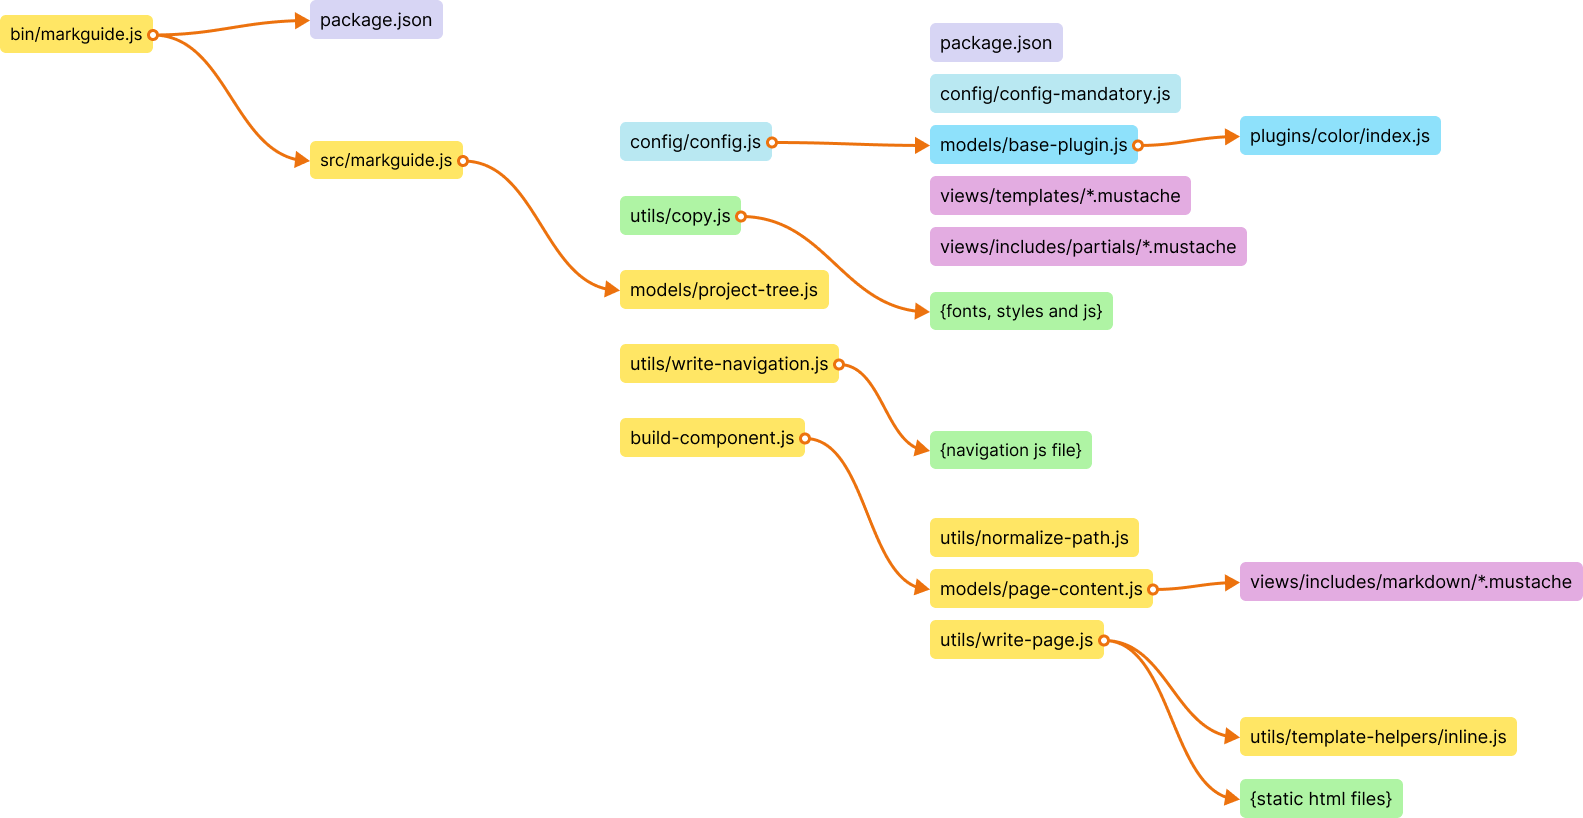 bin/markguide.js
package.json
src/markguide.js
config/config.js
utils/copy.js
models/project-tree.js
utils/write-navigation.js
build-component.js
package.json
config/config-mandatory.js
models/base-plugin.js
views/templates/*.mustache
views/includes/partials/*.mustache
{fonts, styles and js}
{navigation js file}
utils/normalize-path.js
models/page-content.js
utils/write-page.js
plugins/color/index.js
views/includes/markdown/*.mustache
utils/template-helpers/inline.js
{static html files}